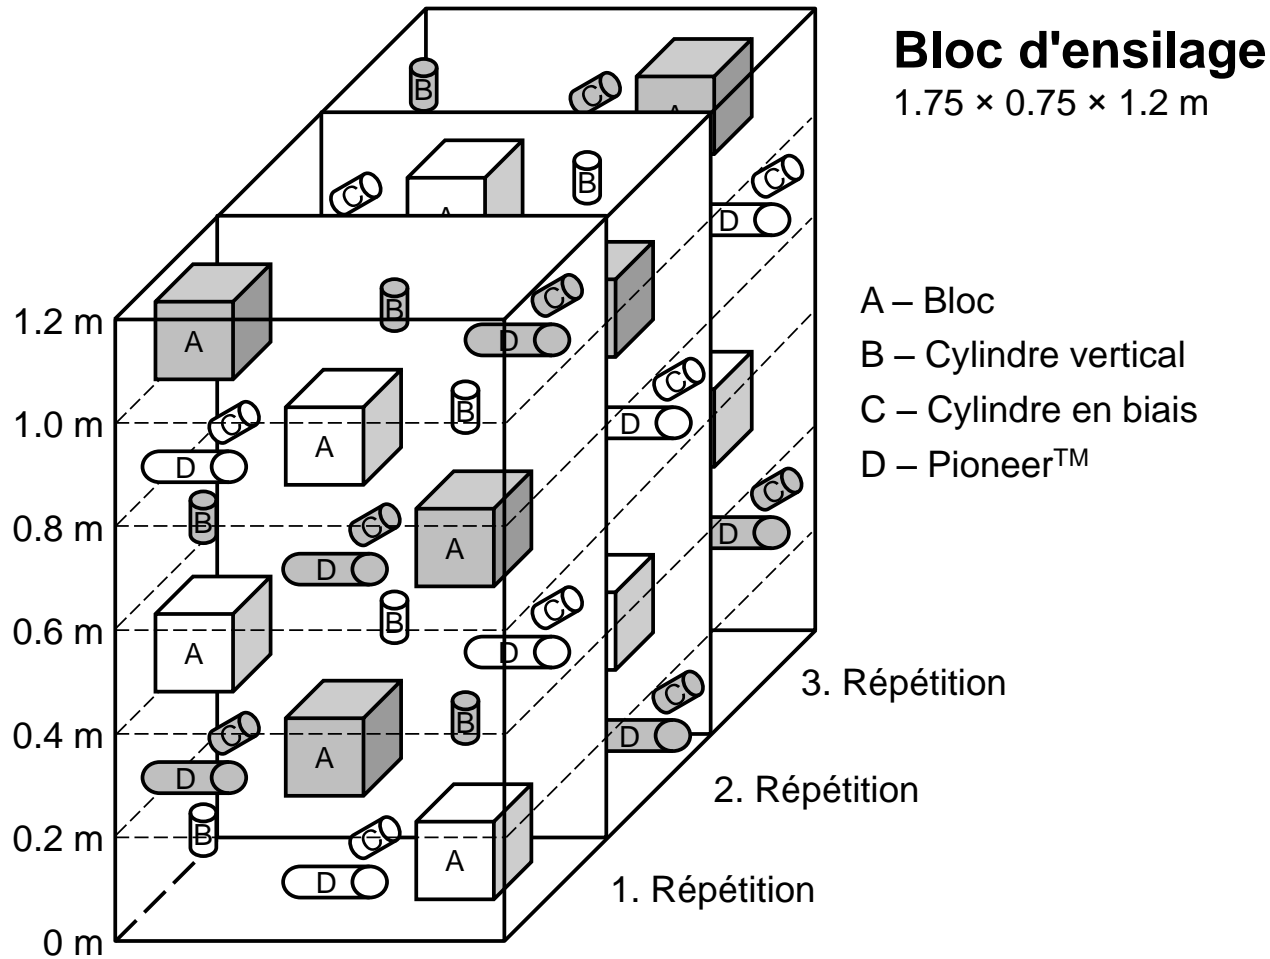 Bloc d'ensilage
1.75 × 0.75 × 1.2 m
B
C
A
C
D
A
B
C
A – Bloc
B – Cylindre vertical
C – Cylindre en biais
D – Pioneer™
1.2 m
A
B
C
D
C
D
1.0 m
C
A
B
D
0.8 m
B
C
A
C
D
D
0.6 m
A
B
C
D
3. Répétition
0.4 m
C
A
B
C
D
D
2. Répétition
0.2 m
B
C
A
D
1. Répétition
0 m